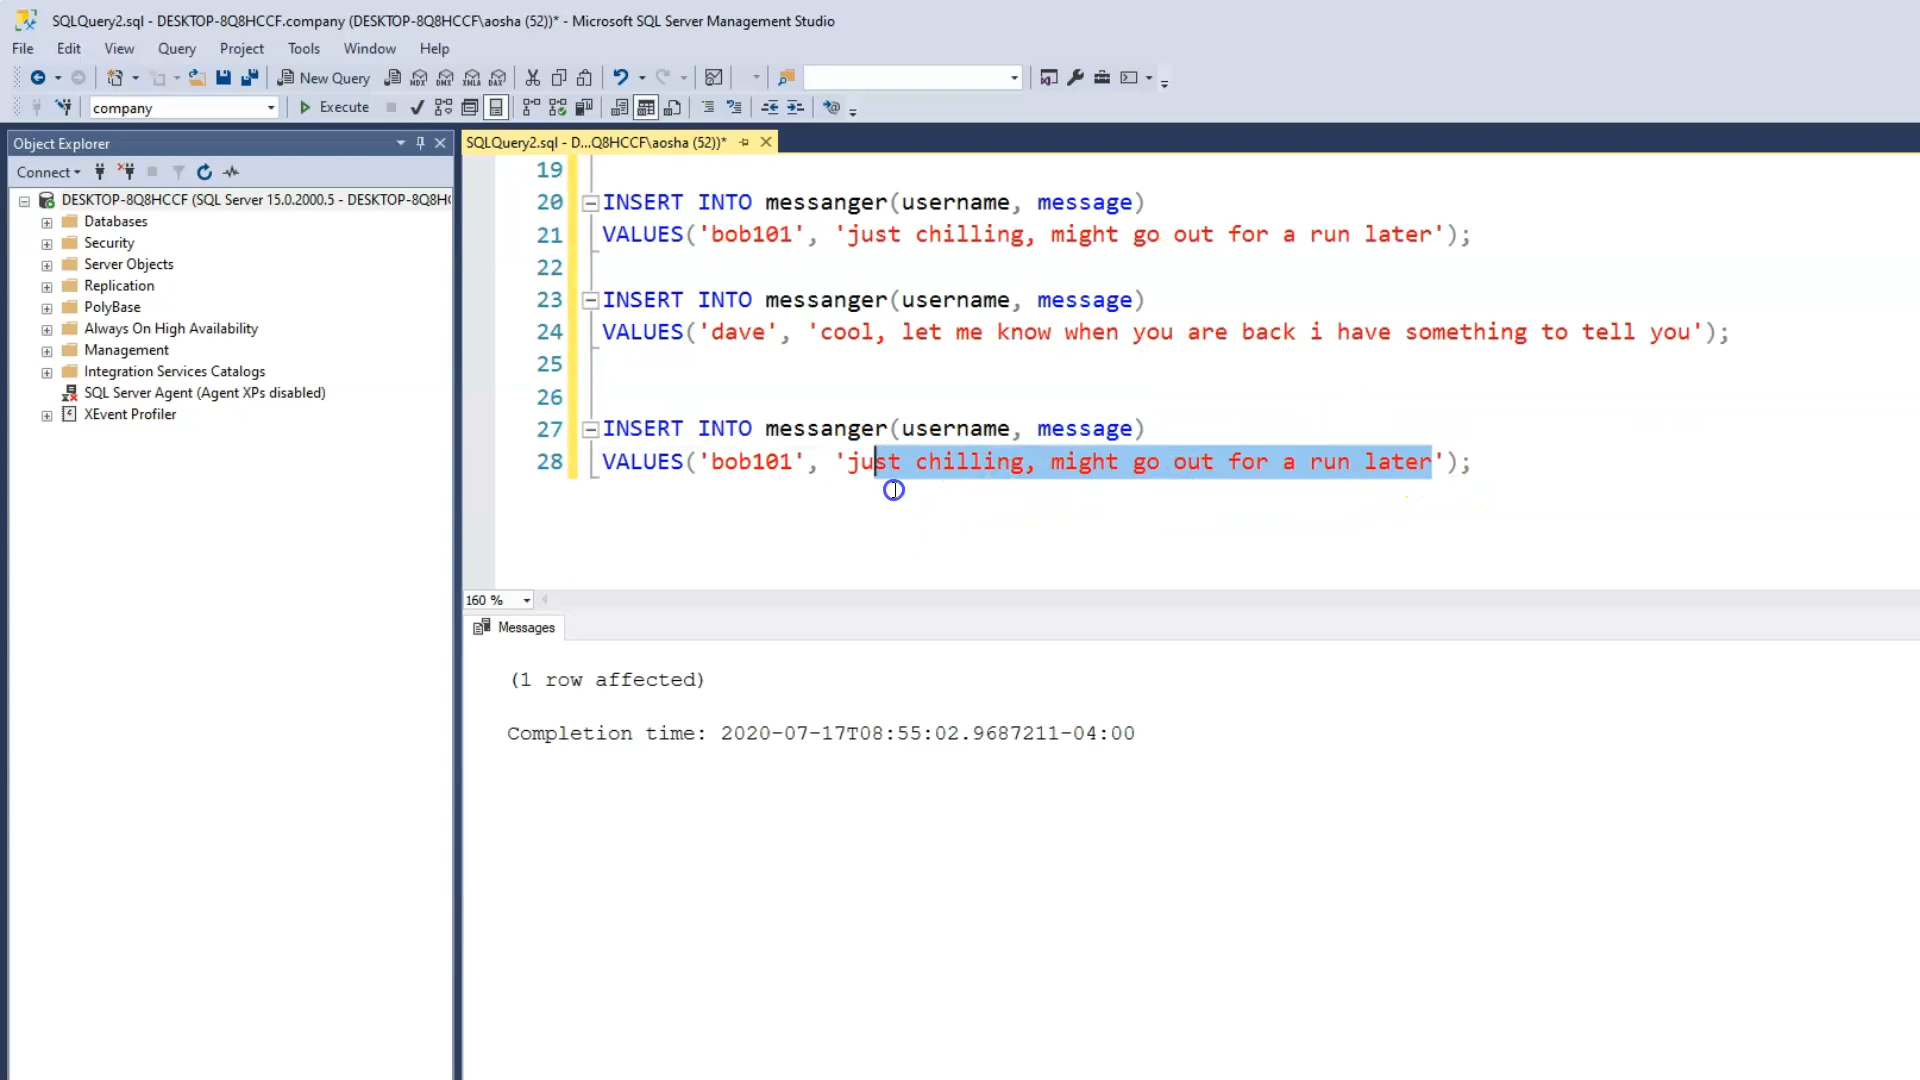 SQLQuery2.sql - DESKTOP-8Q8HCCF.company (DESKTOP-8Q8HCCF\aosha (52))* - Microsoft SQL Server Management Studio
File Edit View Query Project Tools Window Help
New Query MDX DMX XMLA DAX
company Execute
Object Explorer
SQLQuery2.sql - D...Q8HCCF\aosha (52))*
Connect
DESKTOP-8Q8HCCF (SQL Server 15.0.2000.5 - DESKTOP-8Q8H
Databases
Security
Server Objects
Replication
PolyBase
Always On High Availability
Management
Integration Services Catalogs
SQL Server Agent (Agent XPs disabled)
XEvent Profiler
19
20 INSERT INTO messanger(username, message)
21 VALUES('bob101', 'just chilling, might go out for a run later');
22
23 INSERT INTO messanger(username, message)
24 VALUES('dave', 'cool, let me know when you are back i have something to tell you');
25
26
27 INSERT INTO messanger(username, message)
28 VALUES('bob101', 'just chilling, might go out for a run later');
160 %
Messages
(1 row affected)
Completion time: 2020-07-17T08:55:02.9687211-04:00